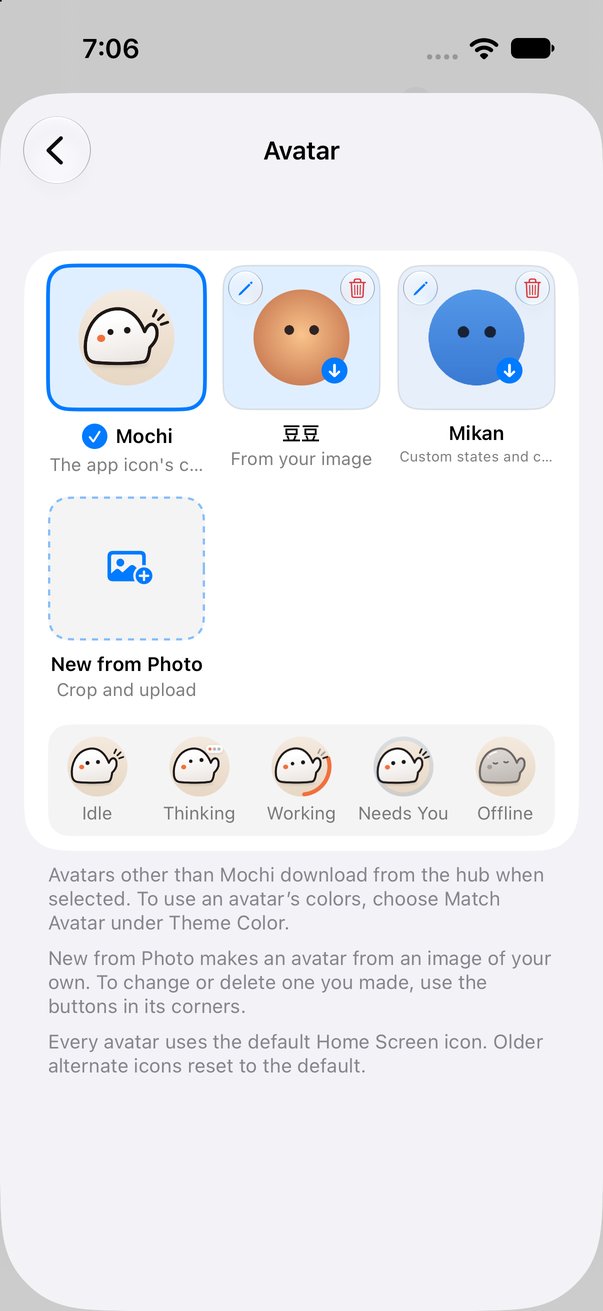 7:06
Avatar
Mochi
The app icon's c...
豆豆
From your image
Mikan
Custom states and c...
New from Photo
Crop and upload
Idle
Thinking
Working
Needs You
Offline
Avatars other than Mochi download from the hub when
selected. To use an avatar’s colors, choose Match
Avatar under Theme Color.
New from Photo makes an avatar from an image of your
own. To change or delete one you made, use the
buttons in its corners.
Every avatar uses the default Home Screen icon. Older
alternate icons reset to the default.